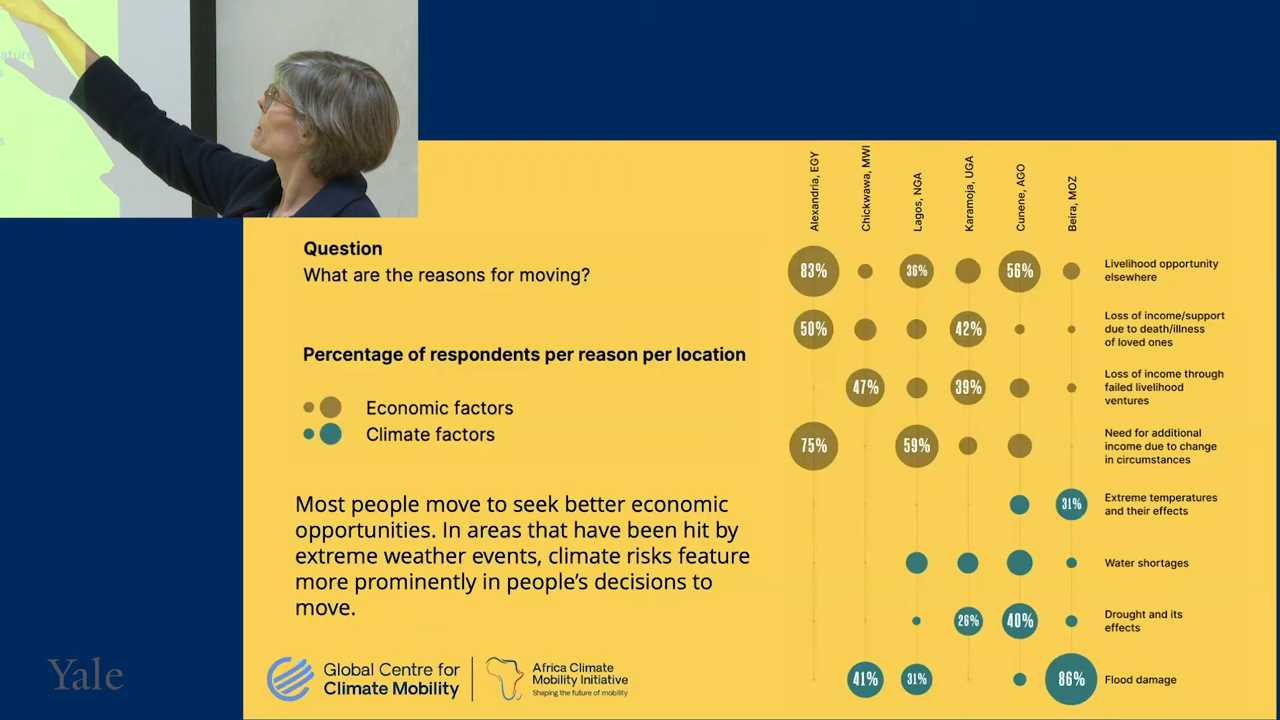 ature
s
s
Question
What are the reasons for moving?
Percentage of respondents per reason per location
Economic factors
Climate factors
Most people move to seek better economic
opportunities. In areas that have been hit by
extreme weather events, climate risks feature
more prominently in people’s decisions to
move.
Global Centre for
Climate Mobility
Africa Climate
Mobility Initiative
Shaping the future of mobility
Yale
Alexandria, EGY
Chickwawa, MWI
Lagos, NGA
Karamoja, UGA
Cunene, AGO
Beira, MOZ
83% 36% 56%
Livelihood opportunity
elsewhere
50% 42%
Loss of income/support
due to death/illness
of loved ones
47% 39%
Loss of income through
failed livelihood
ventures
75% 59%
Need for additional
income due to change
in circumstances
31%
Extreme temperatures
and their effects
Water shortages
26% 40%
Drought and its
effects
41% 31% 86%
Flood damage